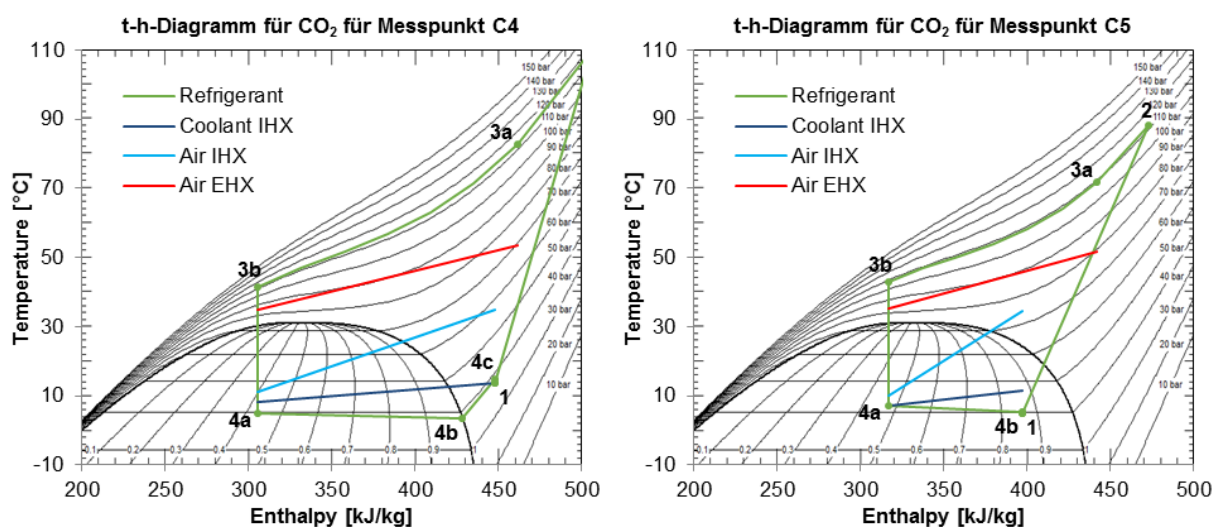 t-h-Diagramm für CO₂ für Messpunkt C4
110
90
70
50
30
10
-10
Temperature [°C]
Refrigerant
Coolant IHX
Air IHX
Air EHX
150 bar
140 bar
130 bar
120 bar
110 bar
100 bar
90 bar
80 bar
70 bar
60 bar
50 bar
40 bar
30 bar
20 bar
10 bar
3a
3b
4c
1
4a
4b
0.1 0.2 0.3 0.4 0.5 0.6 0.7 0.8 0.9 1
200 250 300 350 400 450 500
Enthalpy [kJ/kg]
t-h-Diagramm für CO₂ für Messpunkt C5
110
90
70
50
30
10
-10
Temperature [°C]
Refrigerant
Coolant IHX
Air IHX
Air EHX
150 bar
140 bar
130 bar
120 bar
110 bar
100 bar
90 bar
80 bar
70 bar
60 bar
50 bar
40 bar
30 bar
20 bar
10 bar
2
3a
3b
4a
4b 1
0.1 0.2 0.3 0.4 0.5 0.6 0.7 0.8 0.9 1
200 250 300 350 400 450 500
Enthalpy [kJ/kg]